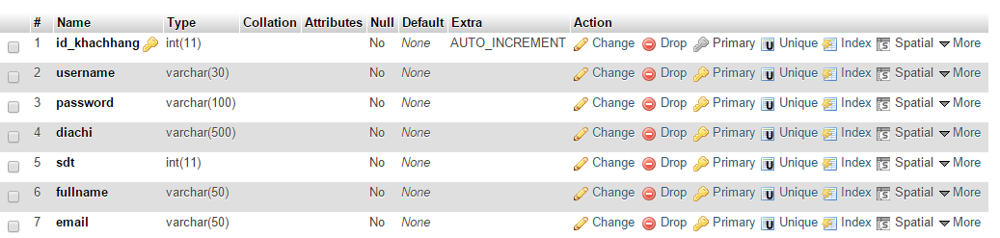 # Name Type Collation Attributes Null Default Extra Action
1 id_khachhang int(11) No None AUTO_INCREMENT Change Drop Primary Unique Index Spatial More
2 username varchar(30) No None Change Drop Primary Unique Index Spatial More
3 password varchar(100) No None Change Drop Primary Unique Index Spatial More
4 diachi varchar(500) No None Change Drop Primary Unique Index Spatial More
5 sdt int(11) No None Change Drop Primary Unique Index Spatial More
6 fullname varchar(50) No None Change Drop Primary Unique Index Spatial More
7 email varchar(50) No None Change Drop Primary Unique Index Spatial More